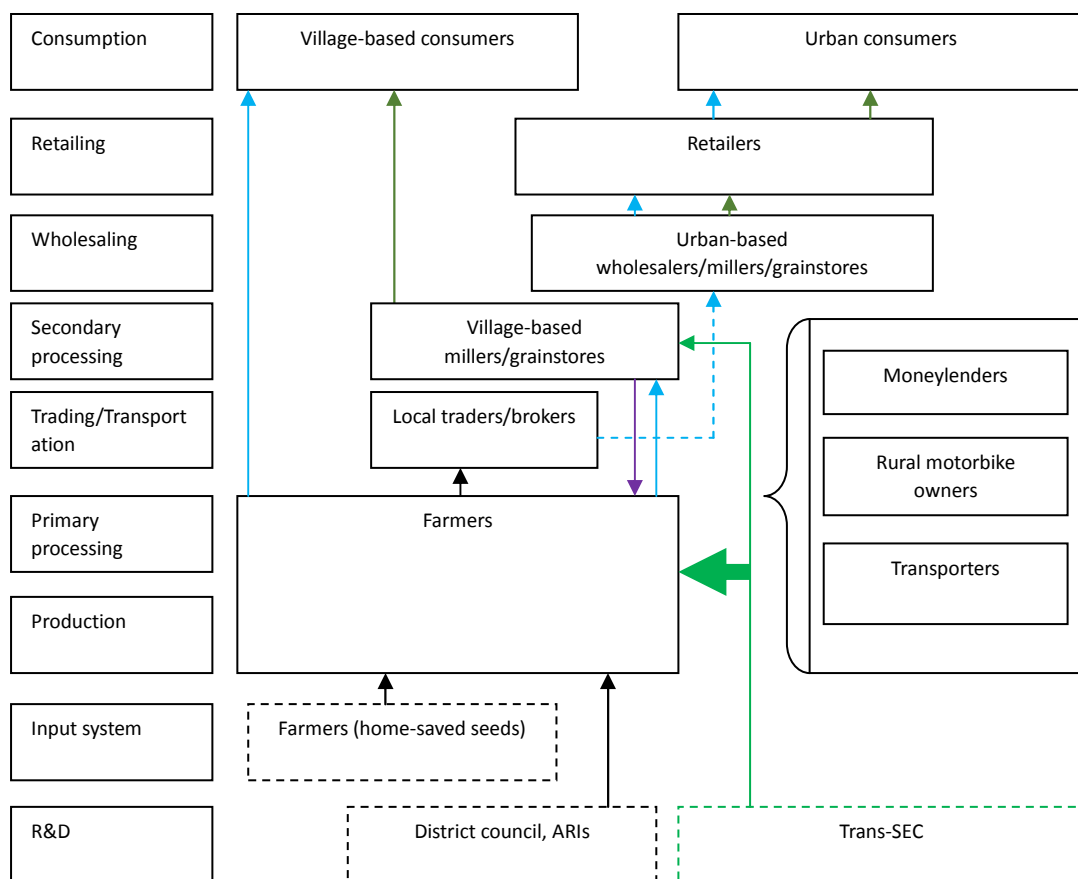 Consumption
Village-based consumers
Urban consumers
Retailing
Retailers
Wholesaling
Urban-based
wholesalers/millers/grainstores
Secondary
processing
Village-based
millers/grainstores
Moneylenders
Trading/Transport
ation
Local traders/brokers
Rural motorbike
owners
Primary
processing
Farmers
Transporters
Production
Input system
Farmers (home-saved seeds)
R&D
District council, ARIs
Trans-SEC